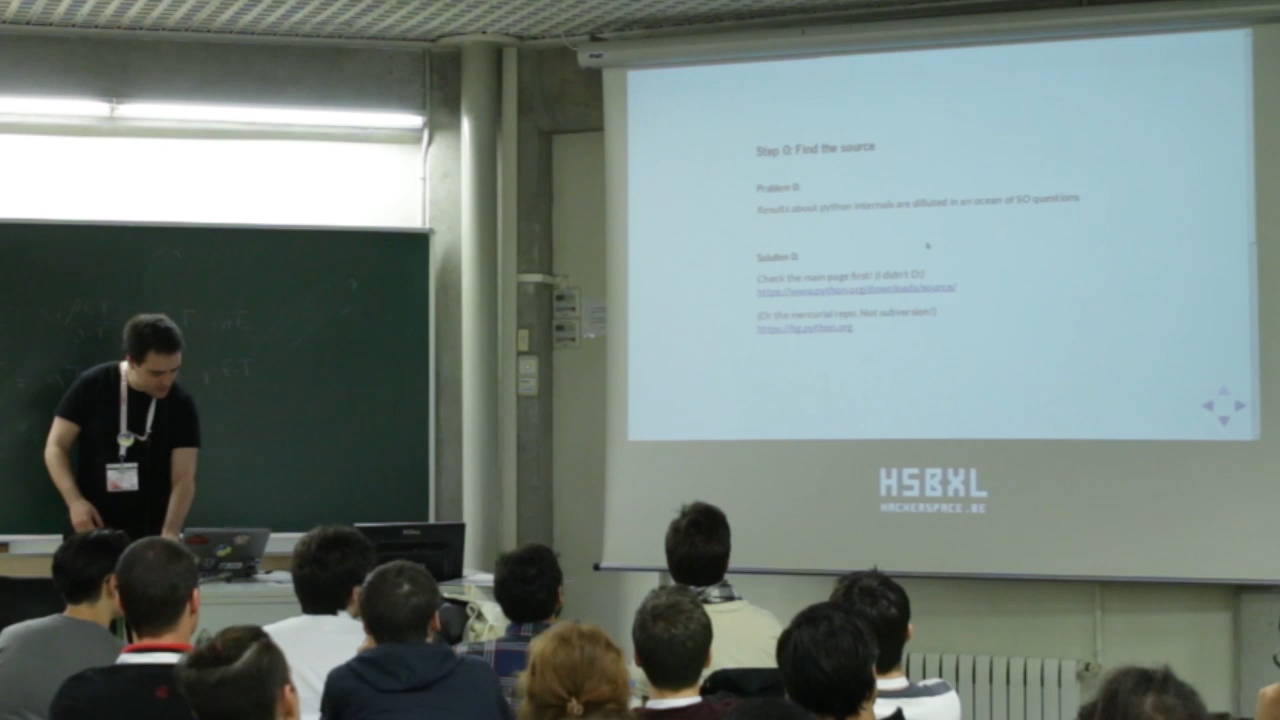 Step 0: Find the source
Problem 0:
Results about python internals are diluted in an ocean of SO questions
Solution 0:
Check the main page first! (I didn't D:)
https://www.python.org/downloads/source/
(Or the mercurial repo. Not subversion!)
https://hg.python.org
HSBXL
HACKERSPACE.BE